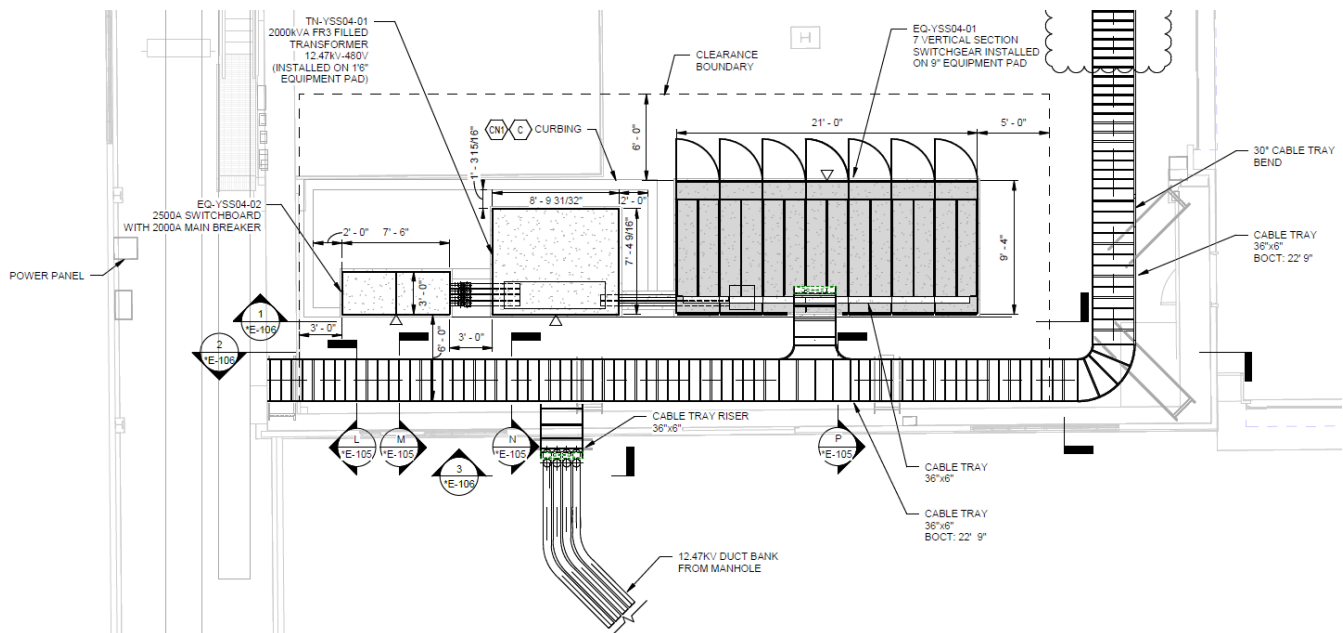 TN-YSS04-01
2000kVA FR3 FILLED
TRANSFORMER
12.47kV-480V
(INSTALLED ON 1'6"
EQUIPMENT PAD)
CLEARANCE
BOUNDARY
H
EQ-YSS04-01
7 VERTICAL SECTION
SWITCHGEAR INSTALLED
ON 9" EQUIPMENT PAD
CN1
C
CURBING
6' - 0"
21' - 0"
5' - 0"
1' - 3 15/16"
30" CABLE TRAY
BEND
EQ-YSS04-02
2500A SWITCHBOARD
WITH 2000A MAIN BREAKER
8' - 9 31/32"
2' - 0"
2' - 0"
7' - 6"
7' - 4 9/16"
9' - 4"
CABLE TRAY
36"x6"
BOCT: 22' 9"
POWER PANEL
3' - 0"
1
*E-106
3' - 0"
6' - 0"
3' - 0"
2
*E-106
CABLE TRAY RISER
36"x6"
L
*E-105
M
*E-105
N
*E-105
P
*E-105
3
*E-106
CABLE TRAY
36"x6"
CABLE TRAY
36"x6"
BOCT: 22' 9"
12.47KV DUCT BANK
FROM MANHOLE